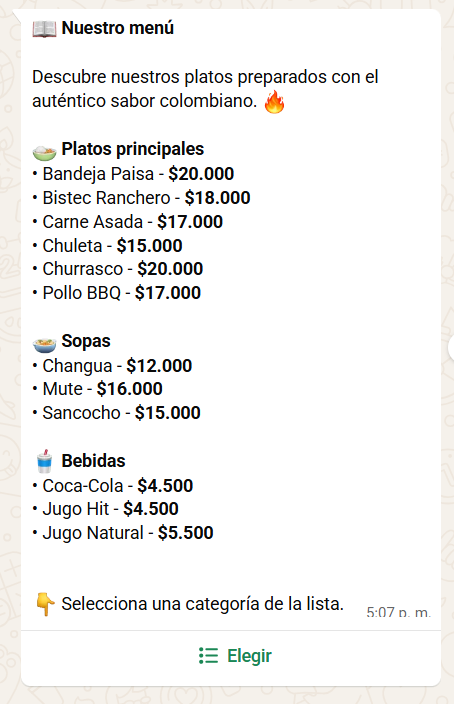 📖 Nuestro menú
Descubre nuestros platos preparados con el
auténtico sabor colombiano. 🔥
🍚 Platos principales
• Bandeja Paisa - $20.000
• Bistec Ranchero - $18.000
• Carne Asada - $17.000
• Chuleta - $15.000
• Churrasco - $20.000
• Pollo BBQ - $17.000
🍜 Sopas
• Changua - $12.000
• Mute - $16.000
• Sancocho - $15.000
🥤 Bebidas
• Coca-Cola - $4.500
• Jugo Hit - $4.500
• Jugo Natural - $5.500
👇 Selecciona una categoría de la lista.
5:07 p. m.
Elegir